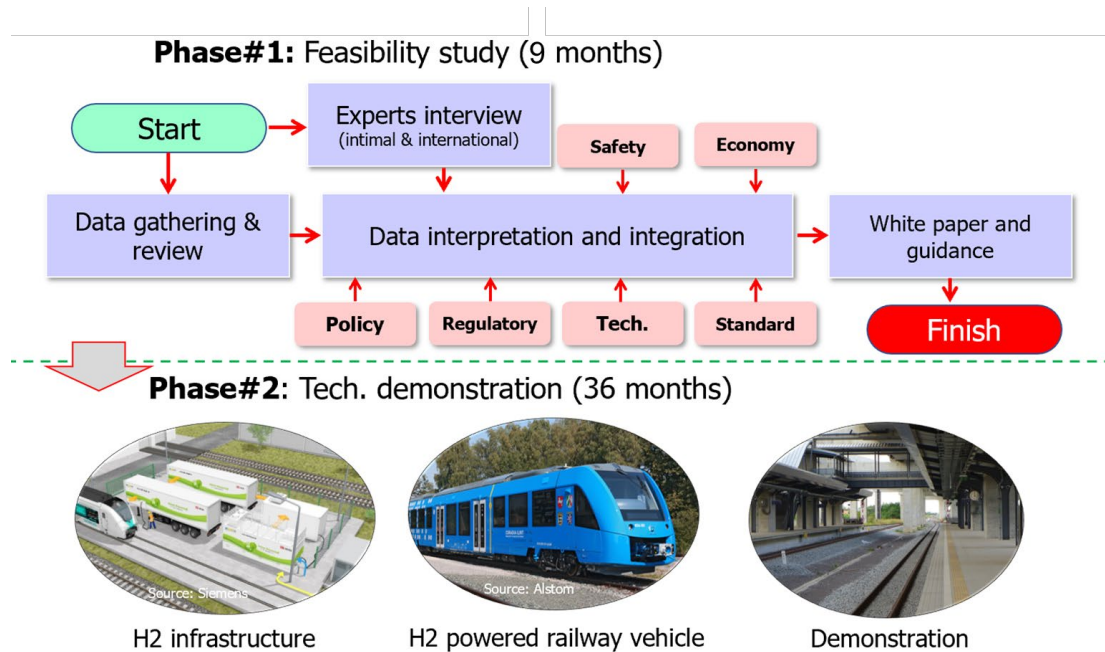 Phase#1: Feasibility study (9 months)
Start
Experts interview
(intimal & international)
Safety
Economy
Data gathering &
review
Data interpretation and integration
White paper and
guidance
Policy
Regulatory
Tech.
Standard
Finish
Phase#2: Tech. demonstration (36 months)
Source: Siemens
Source: Alstom
H2 infrastructure
H2 powered railway vehicle
Demonstration